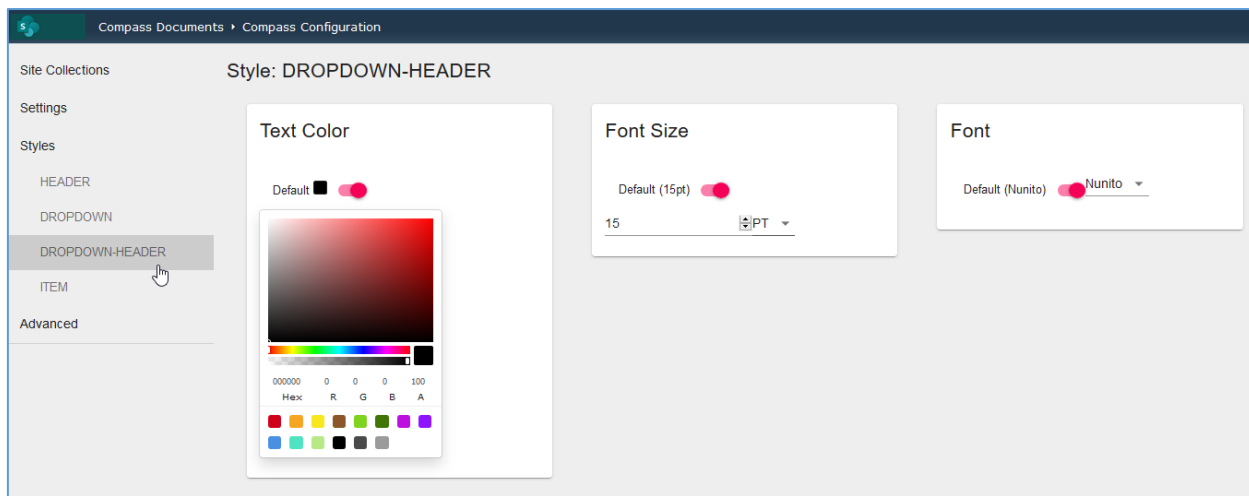 S
Compass Documents ‣ Compass Configuration
Site Collections
Settings
Styles
HEADER
DROPDOWN
DROPDOWN-HEADER
ITEM
Advanced
Style: DROPDOWN-HEADER
Text Color
Default
000000 0 0 0 100
Hex R G B A
Font Size
Default (15pt)
15 PT
Font
Default (Nunito) Nunito